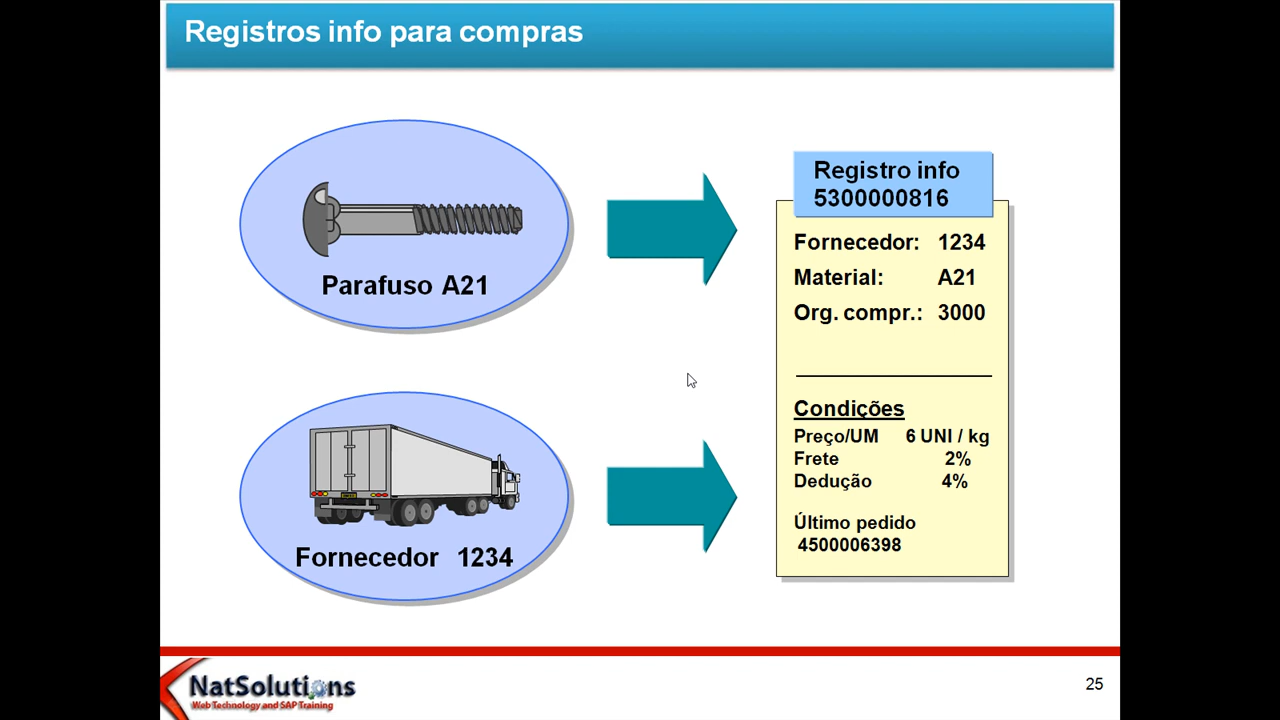 Registros info para compras
Parafuso A21
Fornecedor 1234
Registro info
5300000816
Fornecedor: 1234
Material: A21
Org. compr.: 3000
Condições
Preço/UM 6 UNI / kg
Frete 2%
Dedução 4%
Último pedido
4500006398
NatSolutions
Web Technology and SAP Training
25